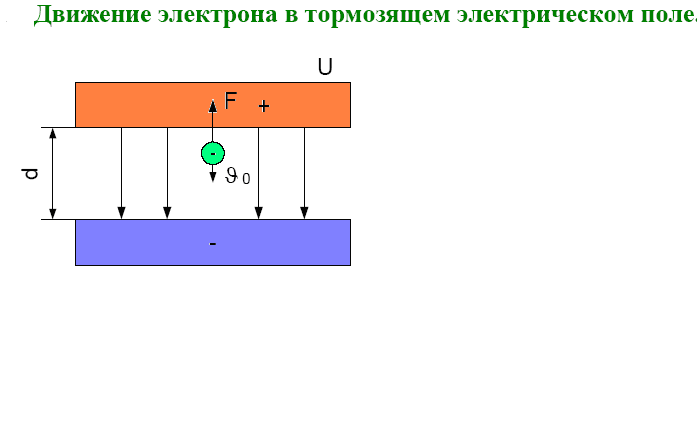 Движение электрона в тормозящем электрическом поле.
U
F +
-
ϑ 0
d
-